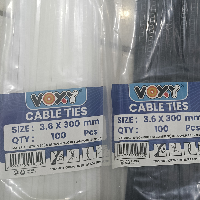 VOXY
CABLE TIES
SIZE : 3.6 X 300 mm
QTY : 100 Pcs
VOXY
CABLE TIES
SIZE : 3.6 X 300 mm
QTY : 100 Pcs